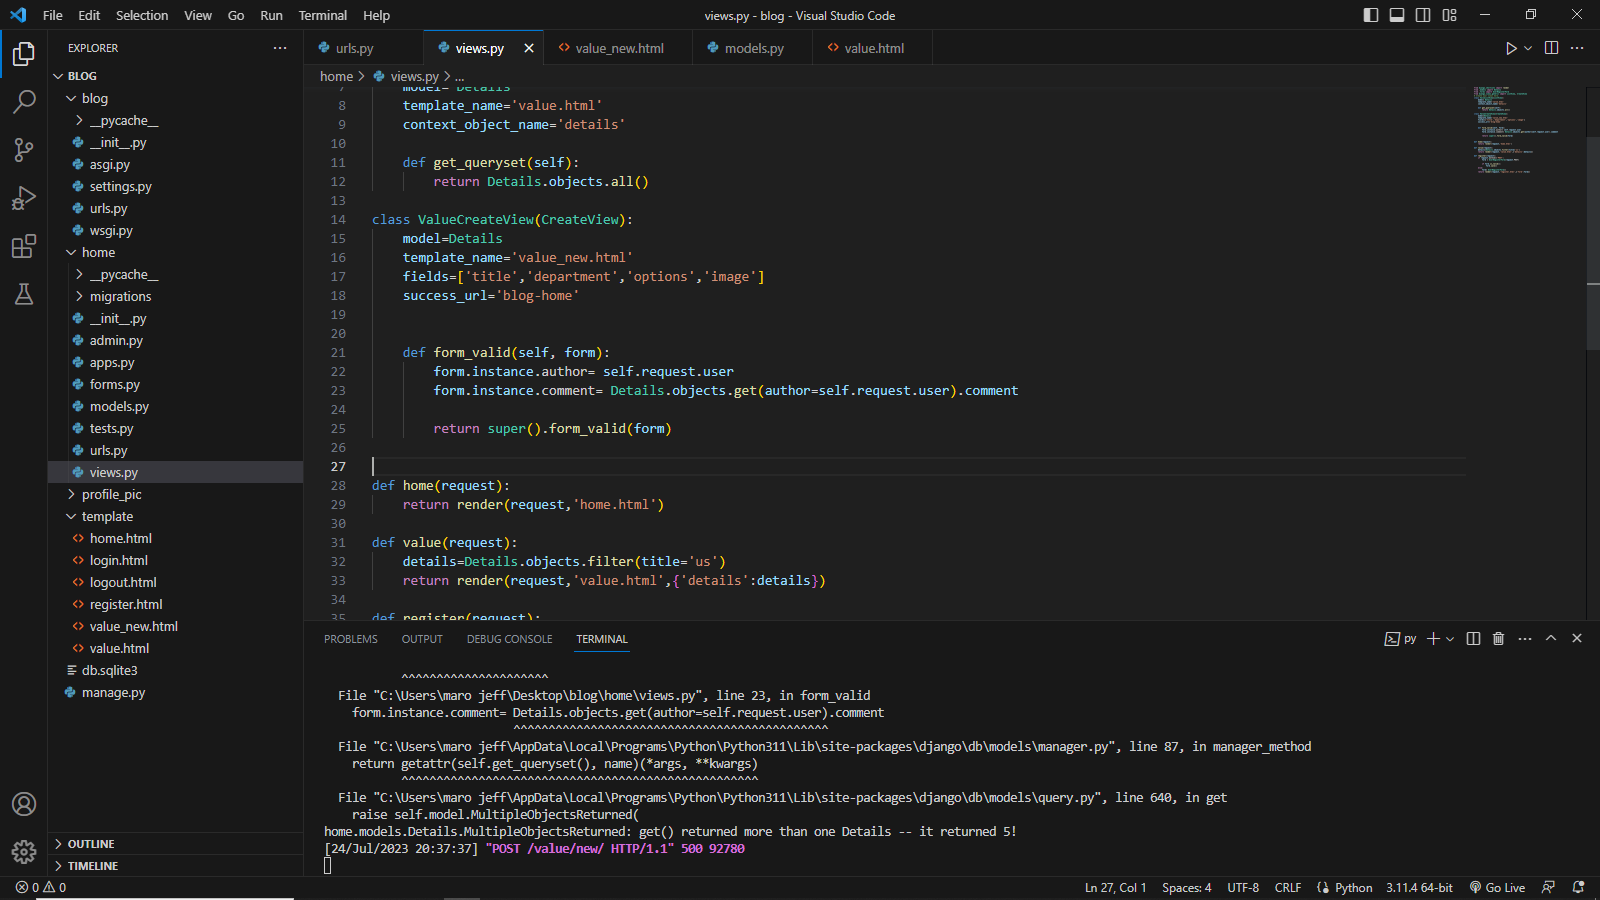 File Edit Selection View Go Run Terminal Help
views.py - blog - Visual Studio Code
EXPLORER
BLOG
blog
__pycache__
__init__.py
asgi.py
settings.py
urls.py
wsgi.py
home
__pycache__
migrations
__init__.py
admin.py
apps.py
forms.py
models.py
tests.py
urls.py
views.py
profile_pic
template
home.html
login.html
logout.html
register.html
value_new.html
value.html
db.sqlite3
manage.py
OUTLINE
TIMELINE
urls.py views.py value_new.html models.py value.html
home > views.py > ...
7 model= Details
8 template_name='value.html'
9 context_object_name='details'
10
11 def get_queryset(self):
12 return Details.objects.all()
13
14 class ValueCreateView(CreateView):
15 model=Details
16 template_name='value_new.html'
17 fields=['title','department','options','image']
18 success_url='blog-home'
19
20
21 def form_valid(self, form):
22 form.instance.author= self.request.user
23 form.instance.comment= Details.objects.get(author=self.request.user).comment
24
25 return super().form_valid(form)
26
27
28 def home(request):
29 return render(request,'home.html')
30
31 def value(request):
32 details=Details.objects.filter(title='us')
33 return render(request,'value.html',{'details':details})
34
35 def register(request):
PROBLEMS OUTPUT DEBUG CONSOLE TERMINAL
py
^^^^^^^^^^^^^^^^^^^^^
File "C:\Users\maro jeff\Desktop\blog\home\views.py", line 23, in form_valid
form.instance.comment= Details.objects.get(author=self.request.user).comment
^^^^^^^^^^^^^^^^^^^^^^^^^^^^^^^^^^^^^^^^^^^^^
File "C:\Users\maro jeff\AppData\Local\Programs\Python\Python311\Lib\site-packages\django\db\models\manager.py", line 87, in manager_method
return getattr(self.get_queryset(), name)(*args, **kwargs)
^^^^^^^^^^^^^^^^^^^^^^^^^^^^^^^^^^^^^^^^^^^^^^^^^^^
File "C:\Users\maro jeff\AppData\Local\Programs\Python\Python311\Lib\site-packages\django\db\models\query.py", line 640, in get
raise self.model.MultipleObjectsReturned(
home.models.Details.MultipleObjectsReturned: get() returned more than one Details -- it returned 5!
[24/Jul/2023 20:37:37] "POST /value/new/ HTTP/1.1" 500 92780
0 0
Ln 27, Col 1 Spaces: 4 UTF-8 CRLF Python 3.11.4 64-bit Go Live